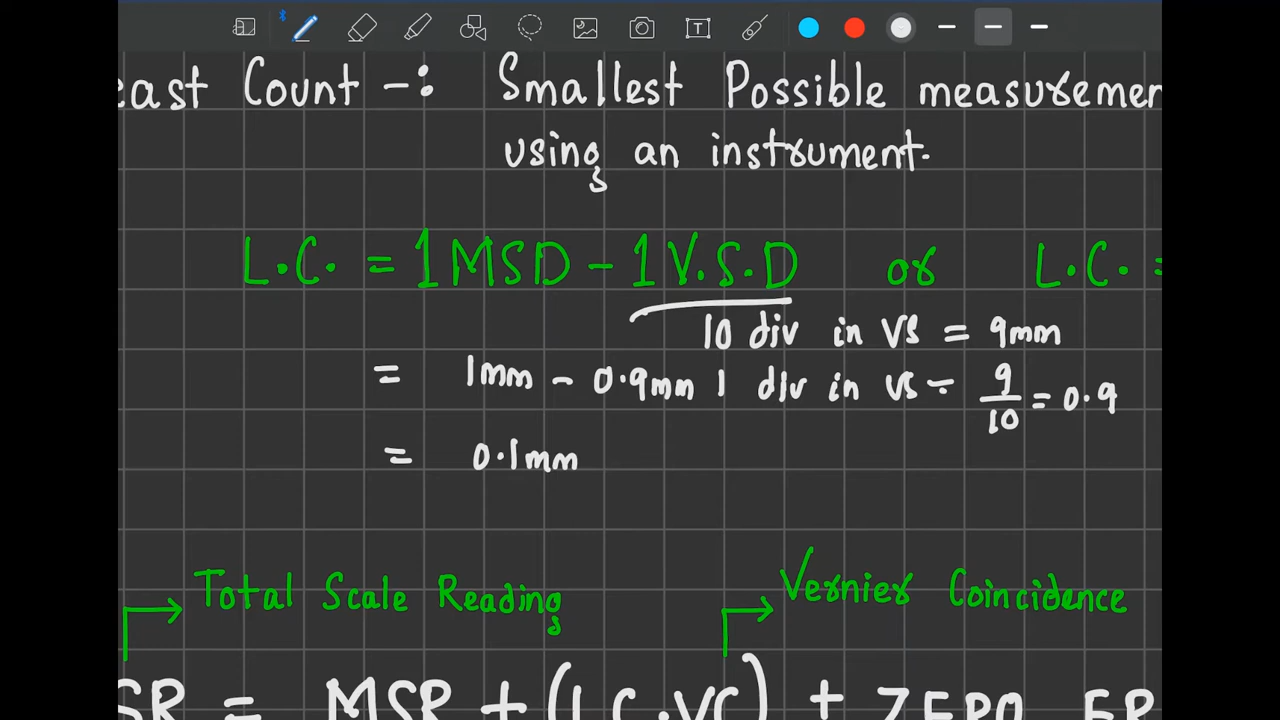 east Count -: Smallest Possible measuremen
using an instrument.
L.C. = 1MSD - 1V.S.D or L.C. =
10 div in VS = 9mm
= 1mm - 0.9mm 1 div in VS = 9/10 = 0.9
= 0.1mm
Total Scale Reading
Vernier Coincidence
SR = MSR + (LC.VC) + ZERO ER